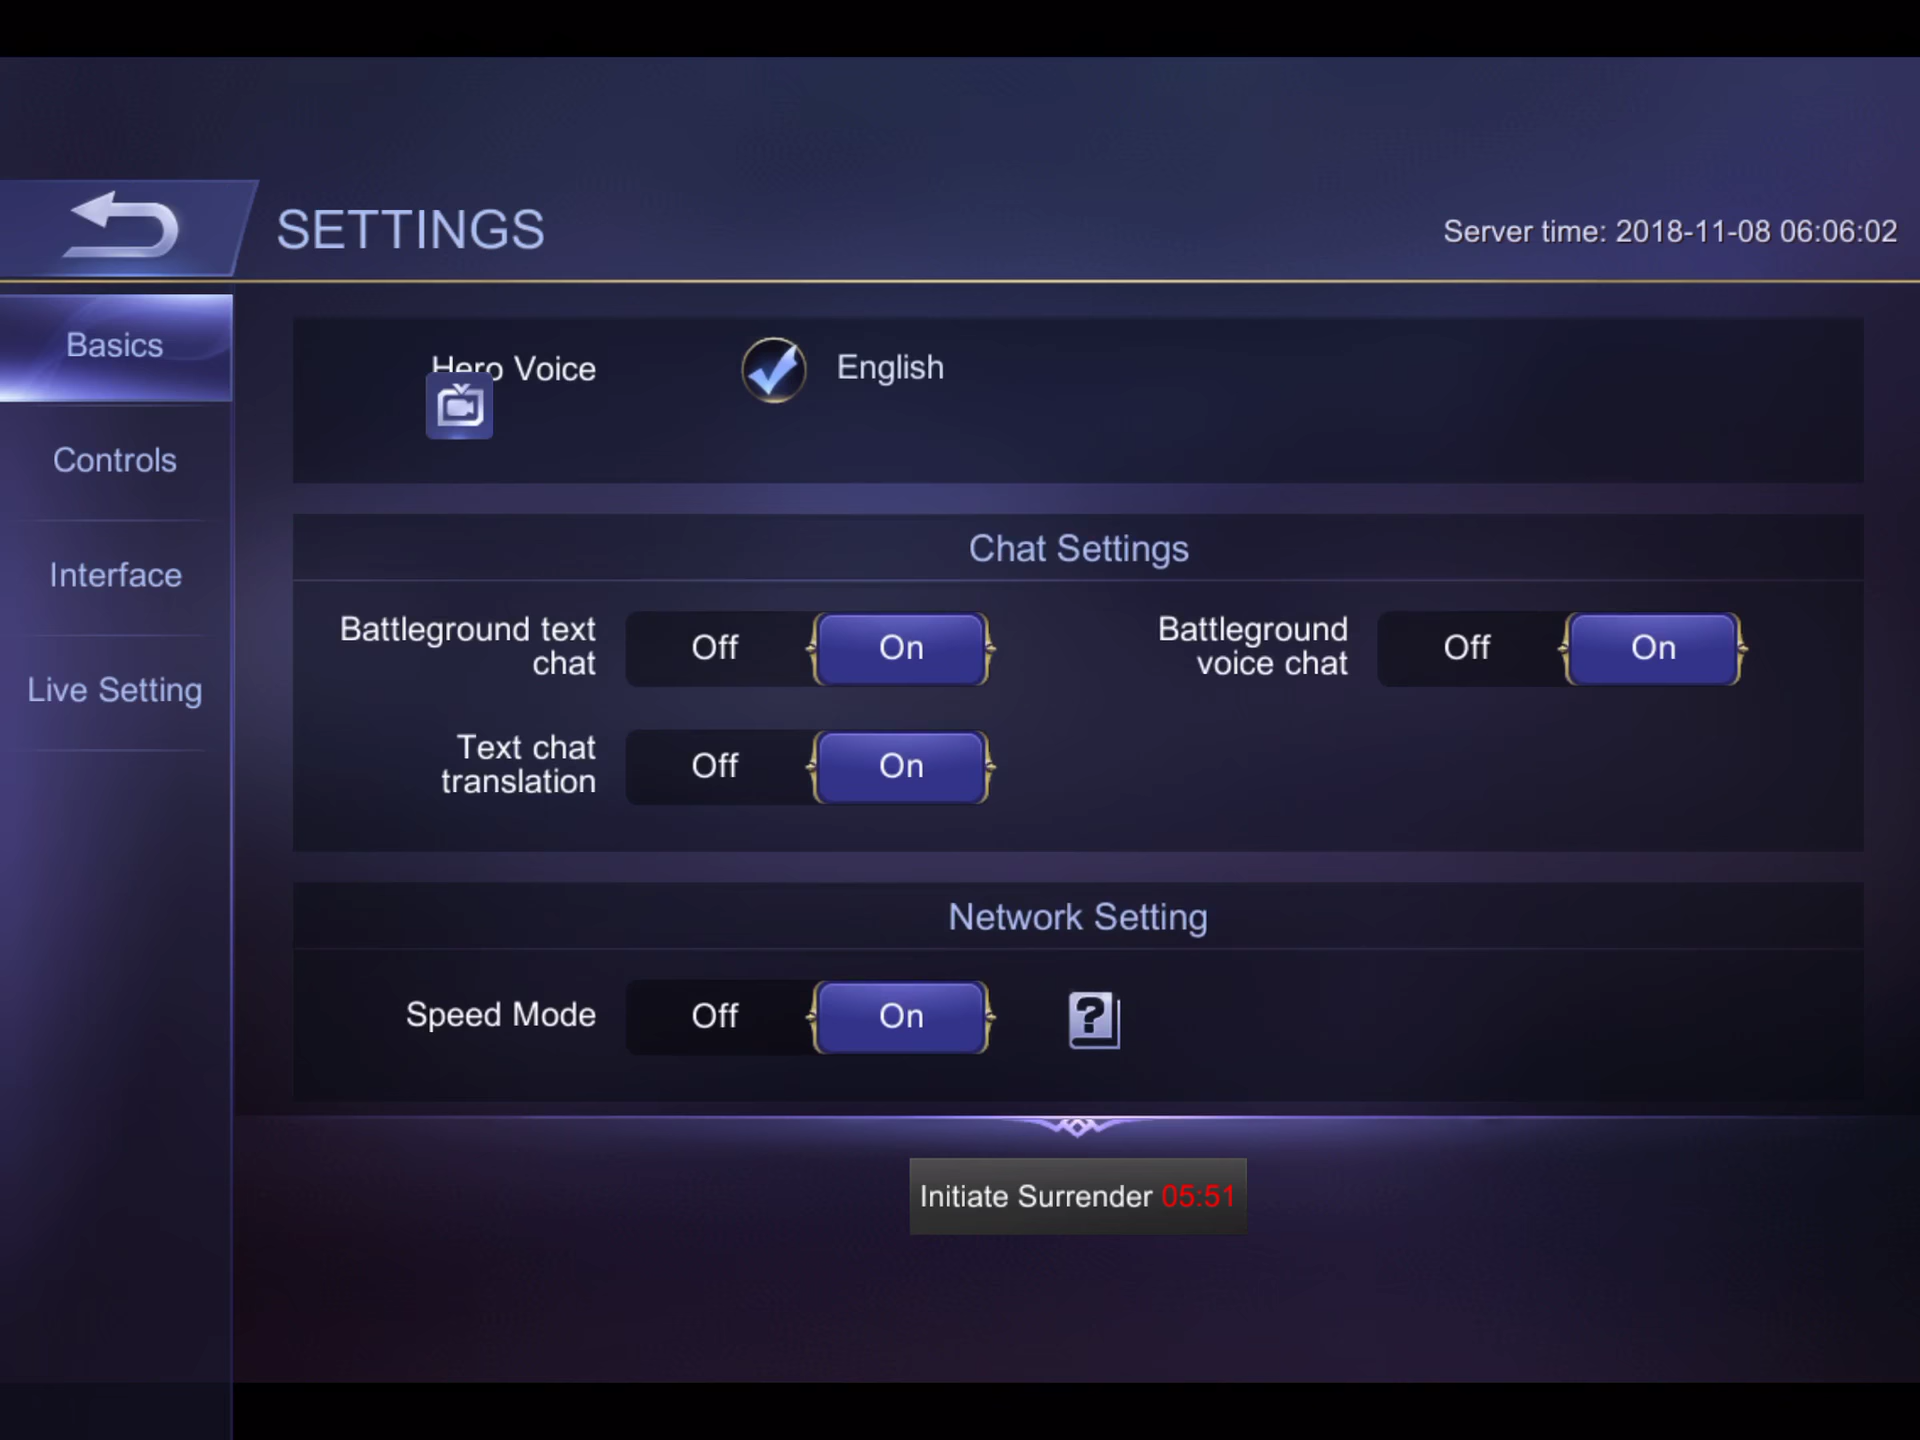 SETTINGS
Server time: 2018-11-08 06:06:02
Basics
Controls
Interface
Live Setting
Hero Voice
English
Chat Settings
Battleground text
chat
Off
On
Battleground
voice chat
Off
On
Text chat
translation
Off
On
Network Setting
Speed Mode
Off
On
?
Initiate Surrender 05:51